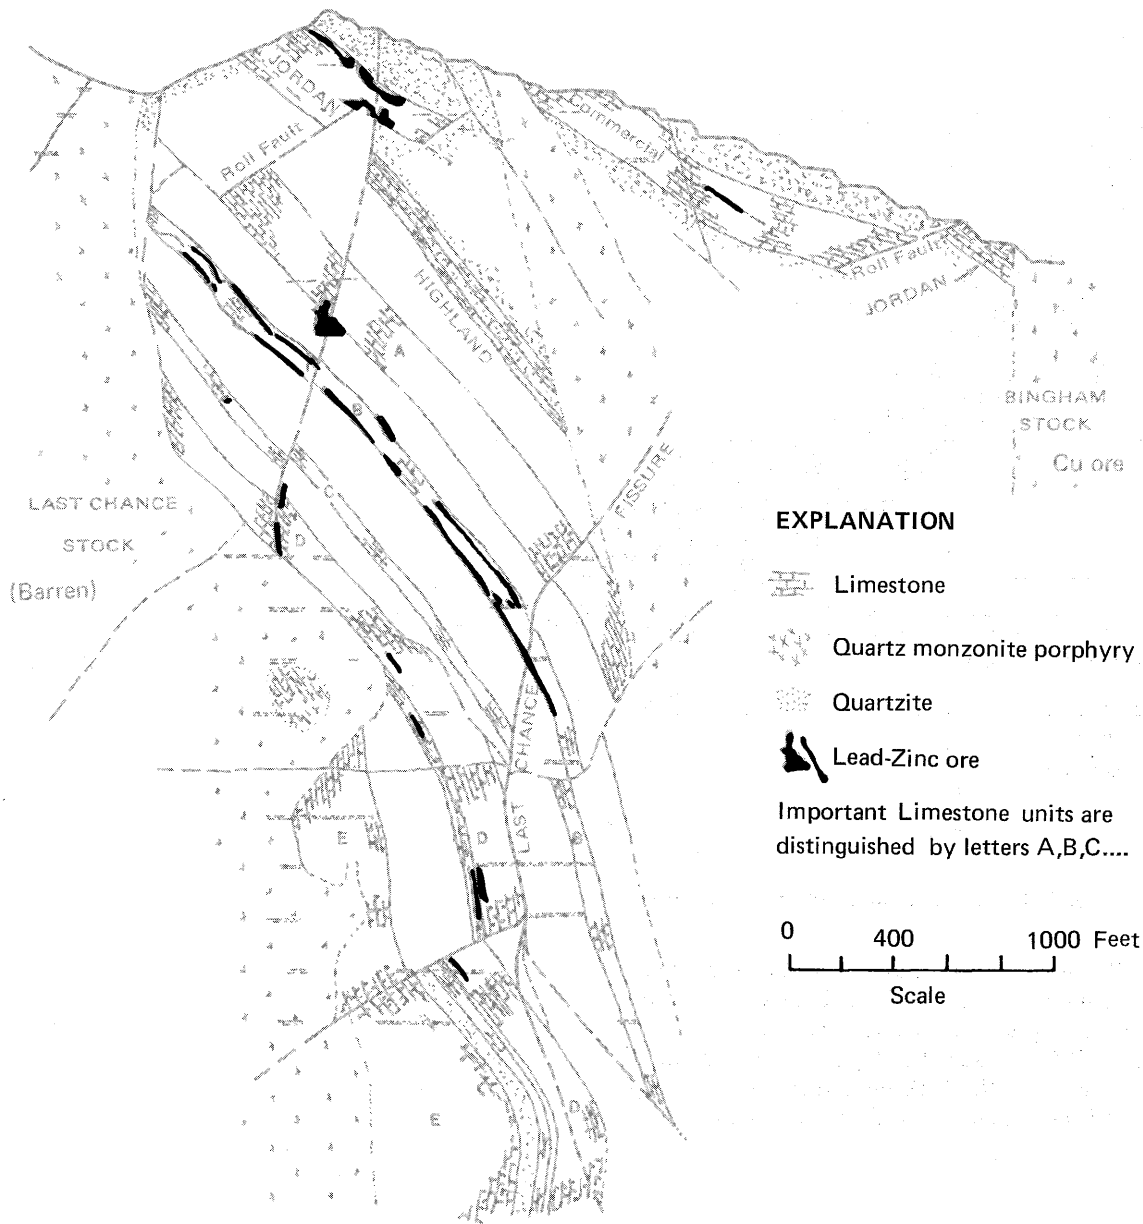 JORDAN
Roll Fault
Commercial
HIGHLAND
Roll Fault
JORDAN
A
B
C
D
BINGHAM
STOCK
Cu ore
FISSURE
LAST CHANCE
STOCK
(Barren)
LAST CHANCE
E
D
B
E
D
EXPLANATION
Limestone
Quartz monzonite porphyry
Quartzite
Lead-Zinc ore
Important Limestone units are
distinguished by letters A,B,C....
0 400 1000 Feet
Scale